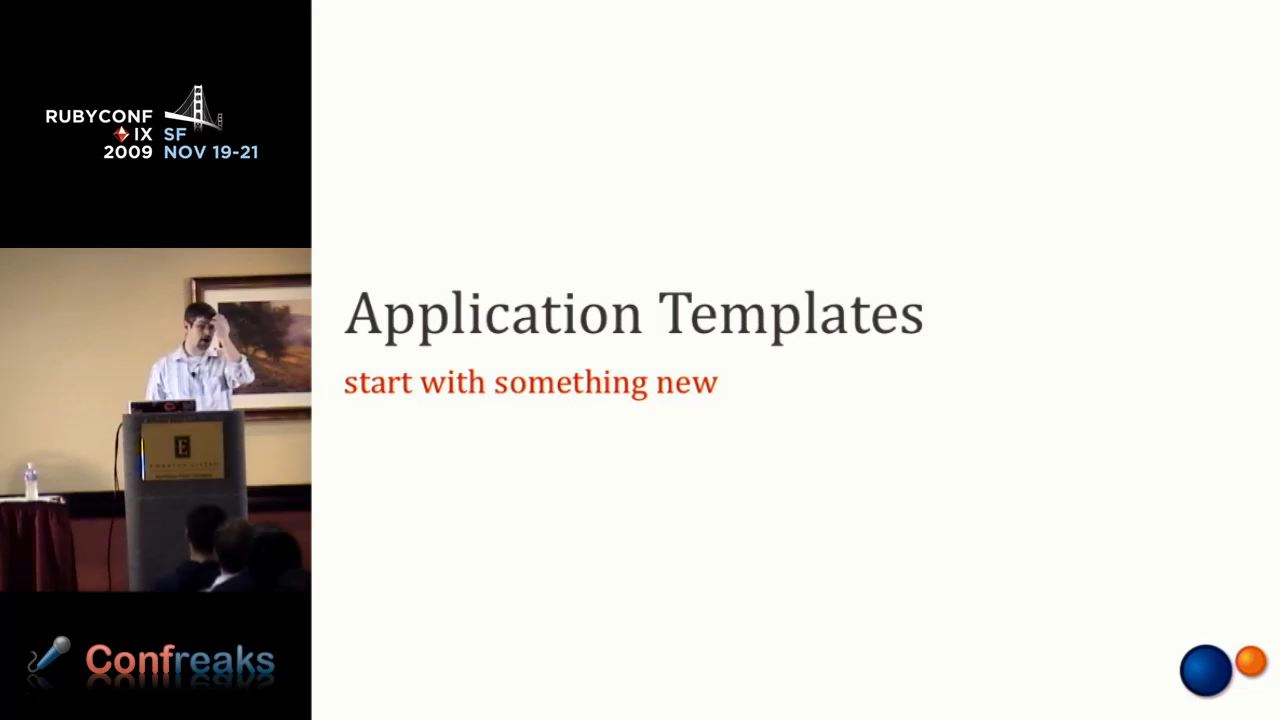 RUBYCONF
IX SF
2009 NOV 19-21
Application Templates
start with something new
E
Confreaks